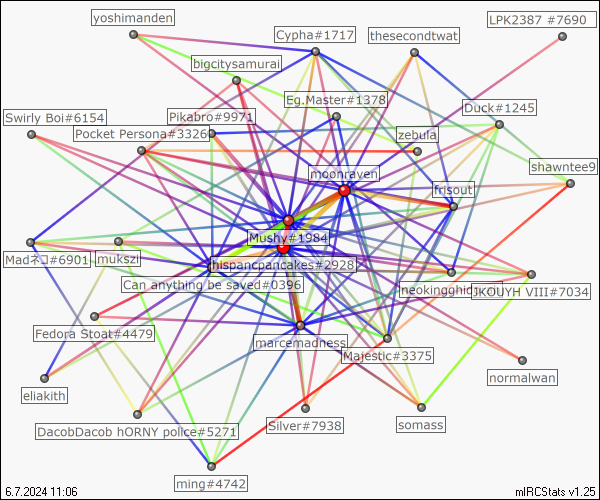 yoshimanden
LPK2387 #7690
Cypha#1717
thesecondtwat
bigcitysamurai
Eg.Master#1378
Duck#1245
Swirly Boi#6154
Pikabro#9971
Pocket Persona#3326
zebula
shawntee9
moonraven
frisout
Mushy#1984
Madネコ#6901
mukszi
hispancpancakes#2928
Can anything be saved#0396
JKOUYH VIII#7034
Fedora Stoat#4479
marcemadness
Majestic#3375
normalwan
eliakith
DacobDacob hORNY police#5271
Silver#7938
somass
ming#4742
6.7.2024 11:06
mIRCStats v1.25